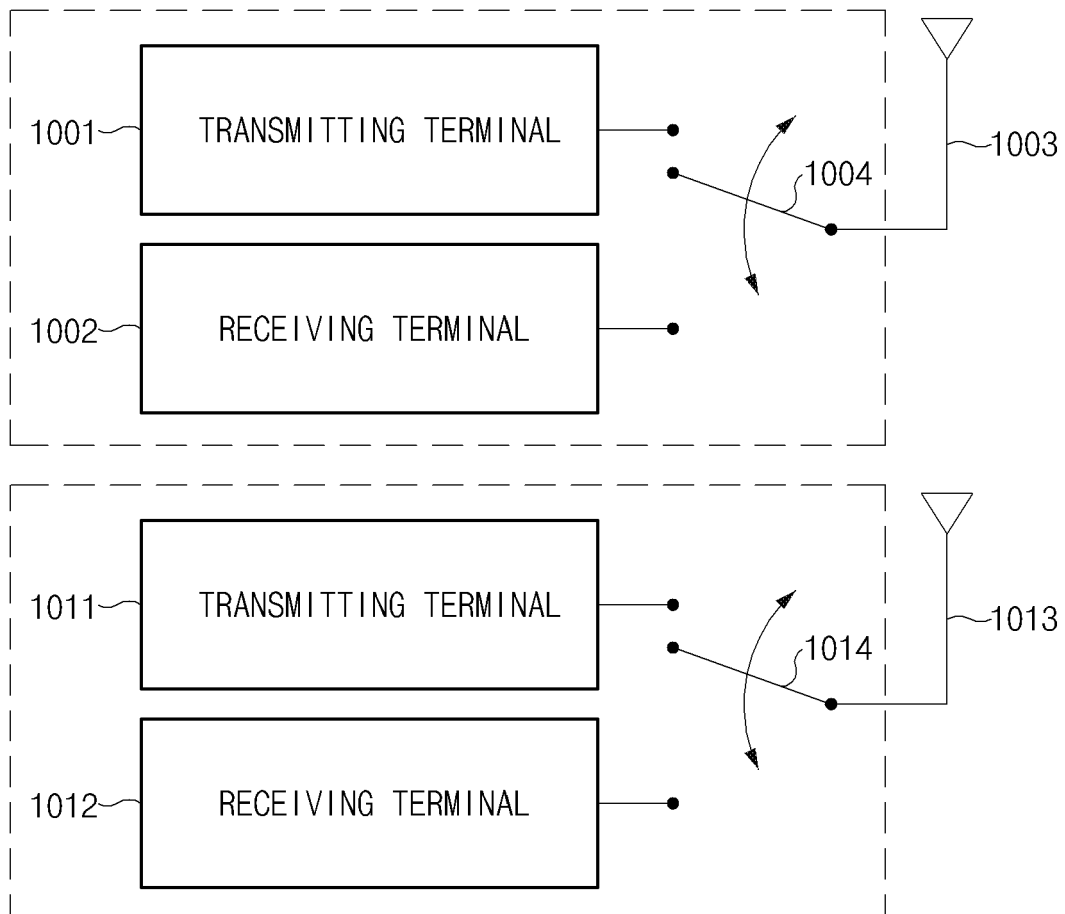 1001
TRANSMITTING TERMINAL
1004
1003
1002
RECEIVING TERMINAL
1011
TRANSMITTING TERMINAL
1014
1013
1012
RECEIVING TERMINAL